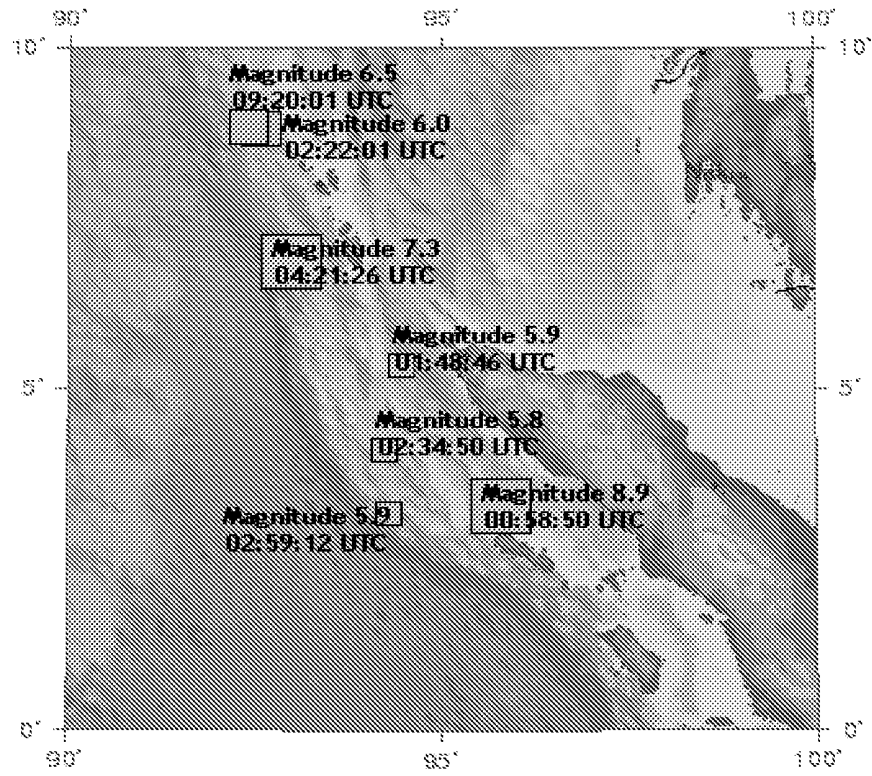 90° 95° 100°
10° 10°
Magnitude 6.5
09:20:01 UTC
Magnitude 6.0
02:22:01 UTC
Magnitude 7.3
04:21:26 UTC
Magnitude 5.9
01:48:46 UTC
5° 5°
Magnitude 5.8
02:34:50 UTC
Magnitude 8.9
00:58:50 UTC
Magnitude 5.9
02:59:12 UTC
0° 0°
90° 95° 100°